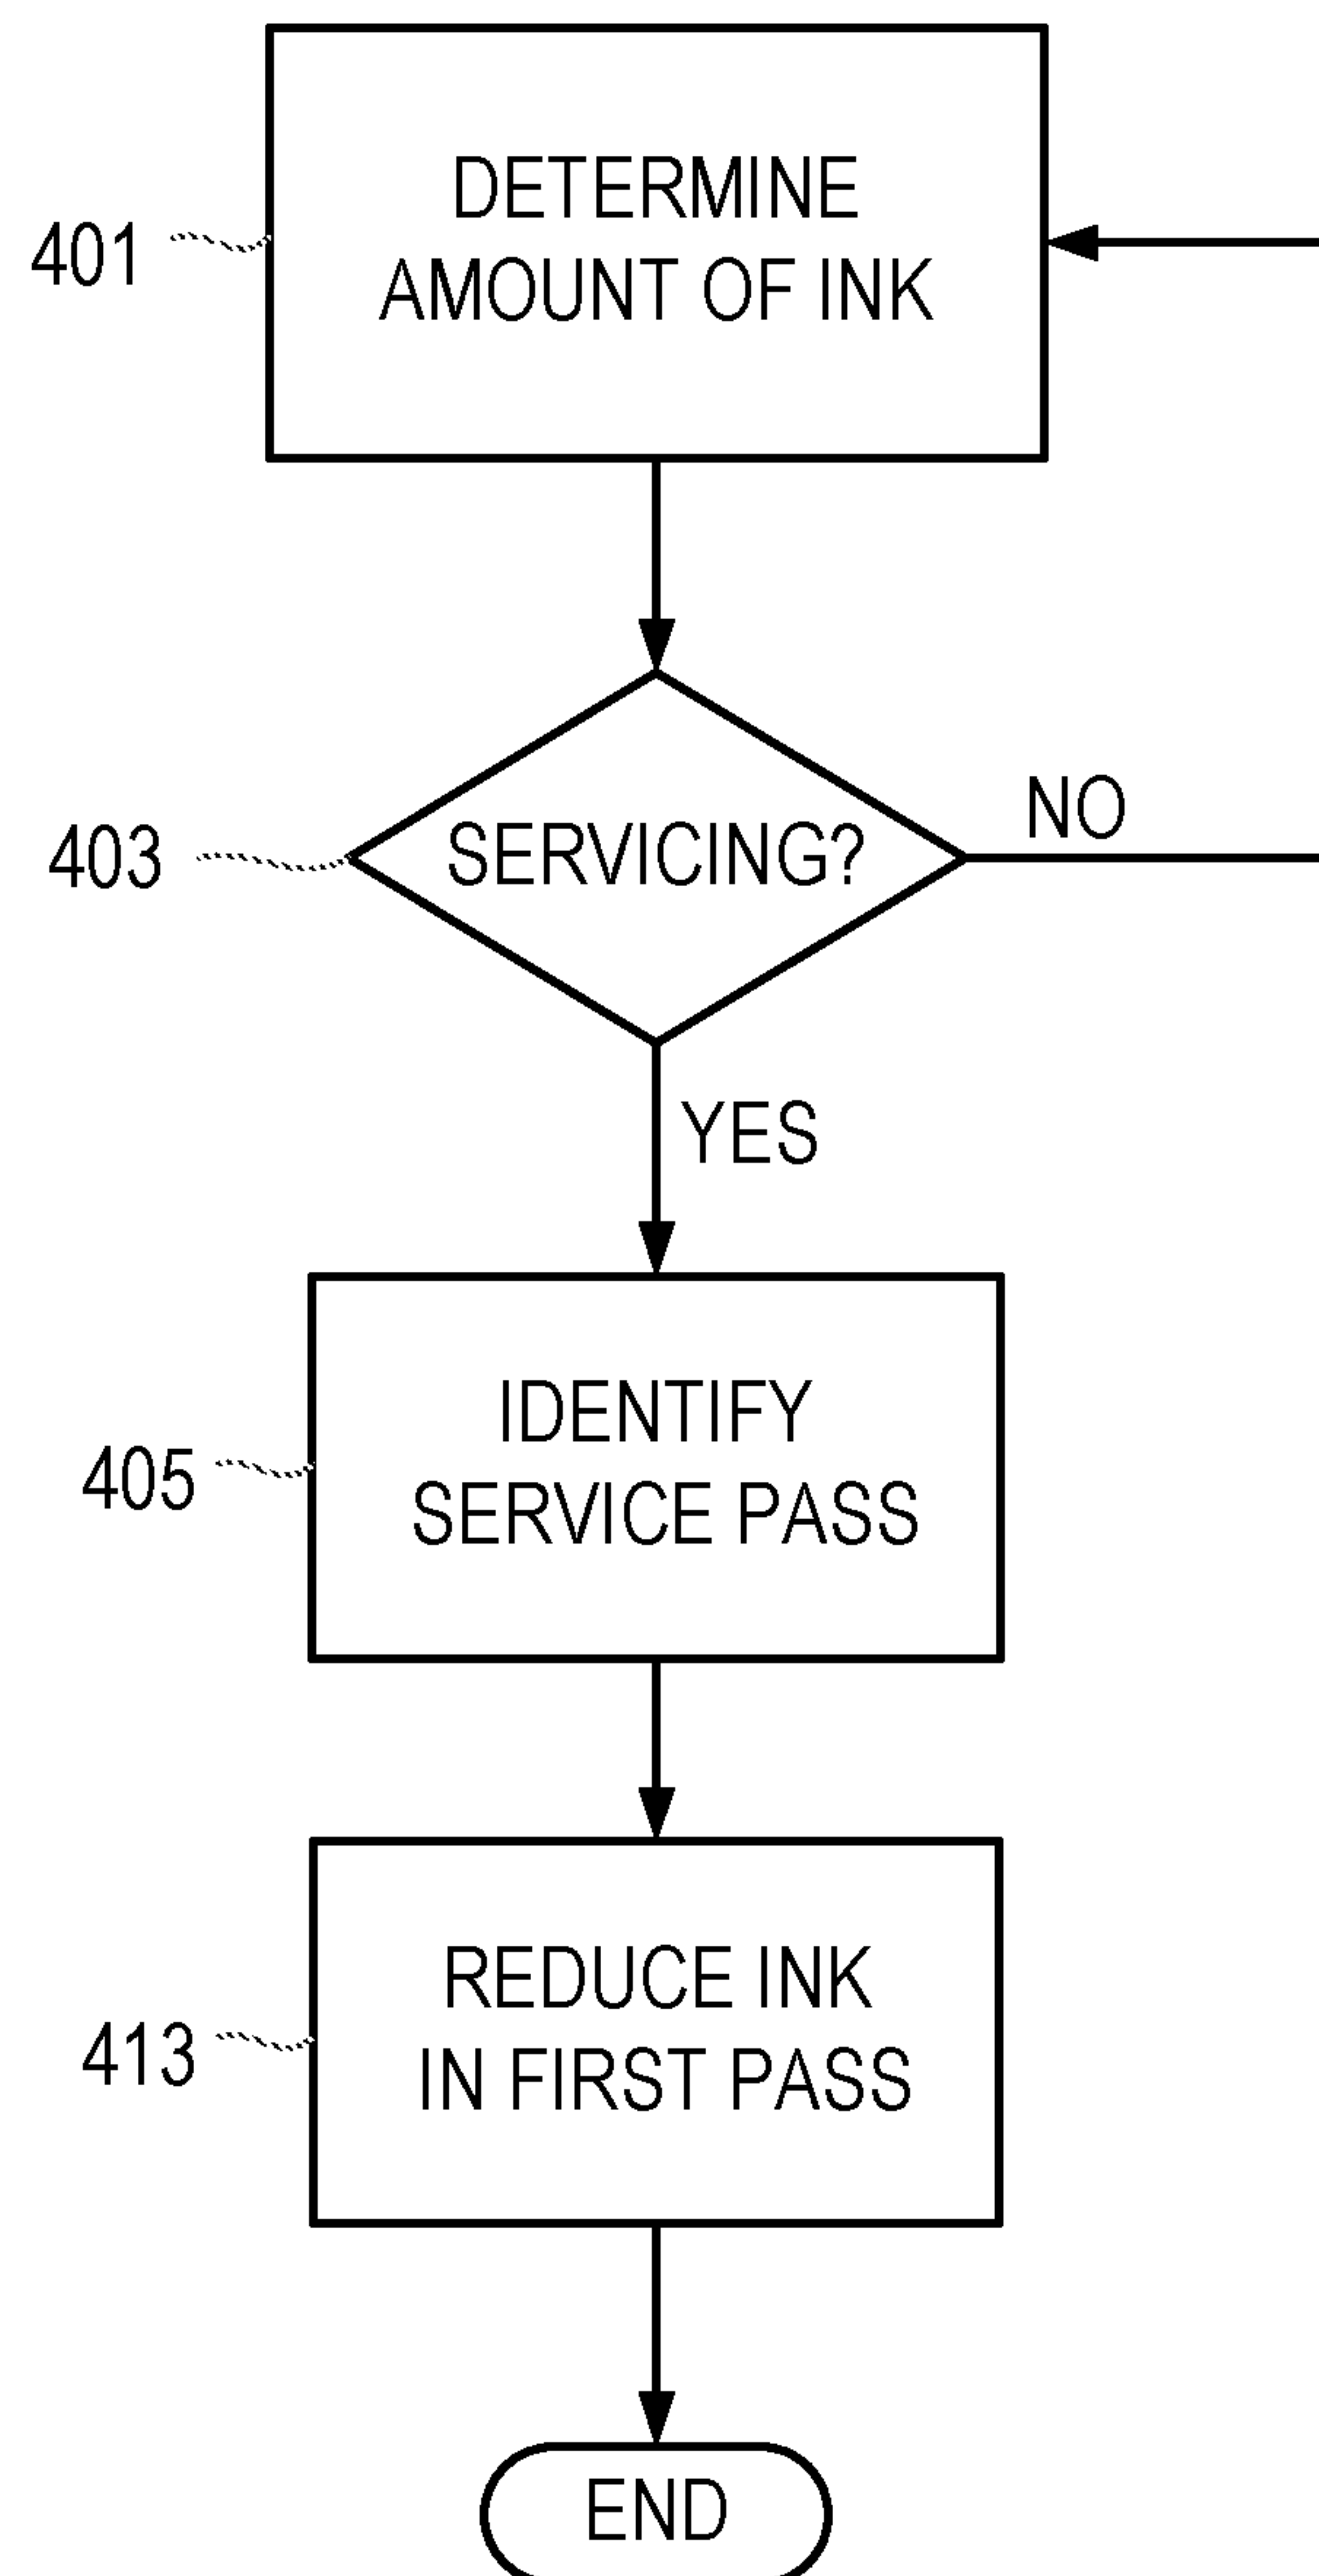 DETERMINE
AMOUNT OF INK
401
SERVICING?
NO
403
YES
IDENTIFY
SERVICE PASS
405
REDUCE INK
IN FIRST PASS
413
END